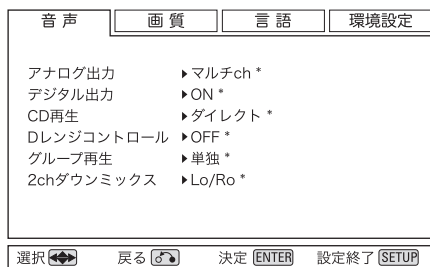 音声 画質 言語 環境設定
アナログ出力 ▶マルチch *
デジタル出力 ▶ON *
CD再生 ▶ダイレクト *
Dレンジコントロール ▶OFF *
グループ再生 ▶単独 *
2chダウンミックス ▶Lo/Ro *
選択 戻る 決定 ENTER 設定終了 SETUP